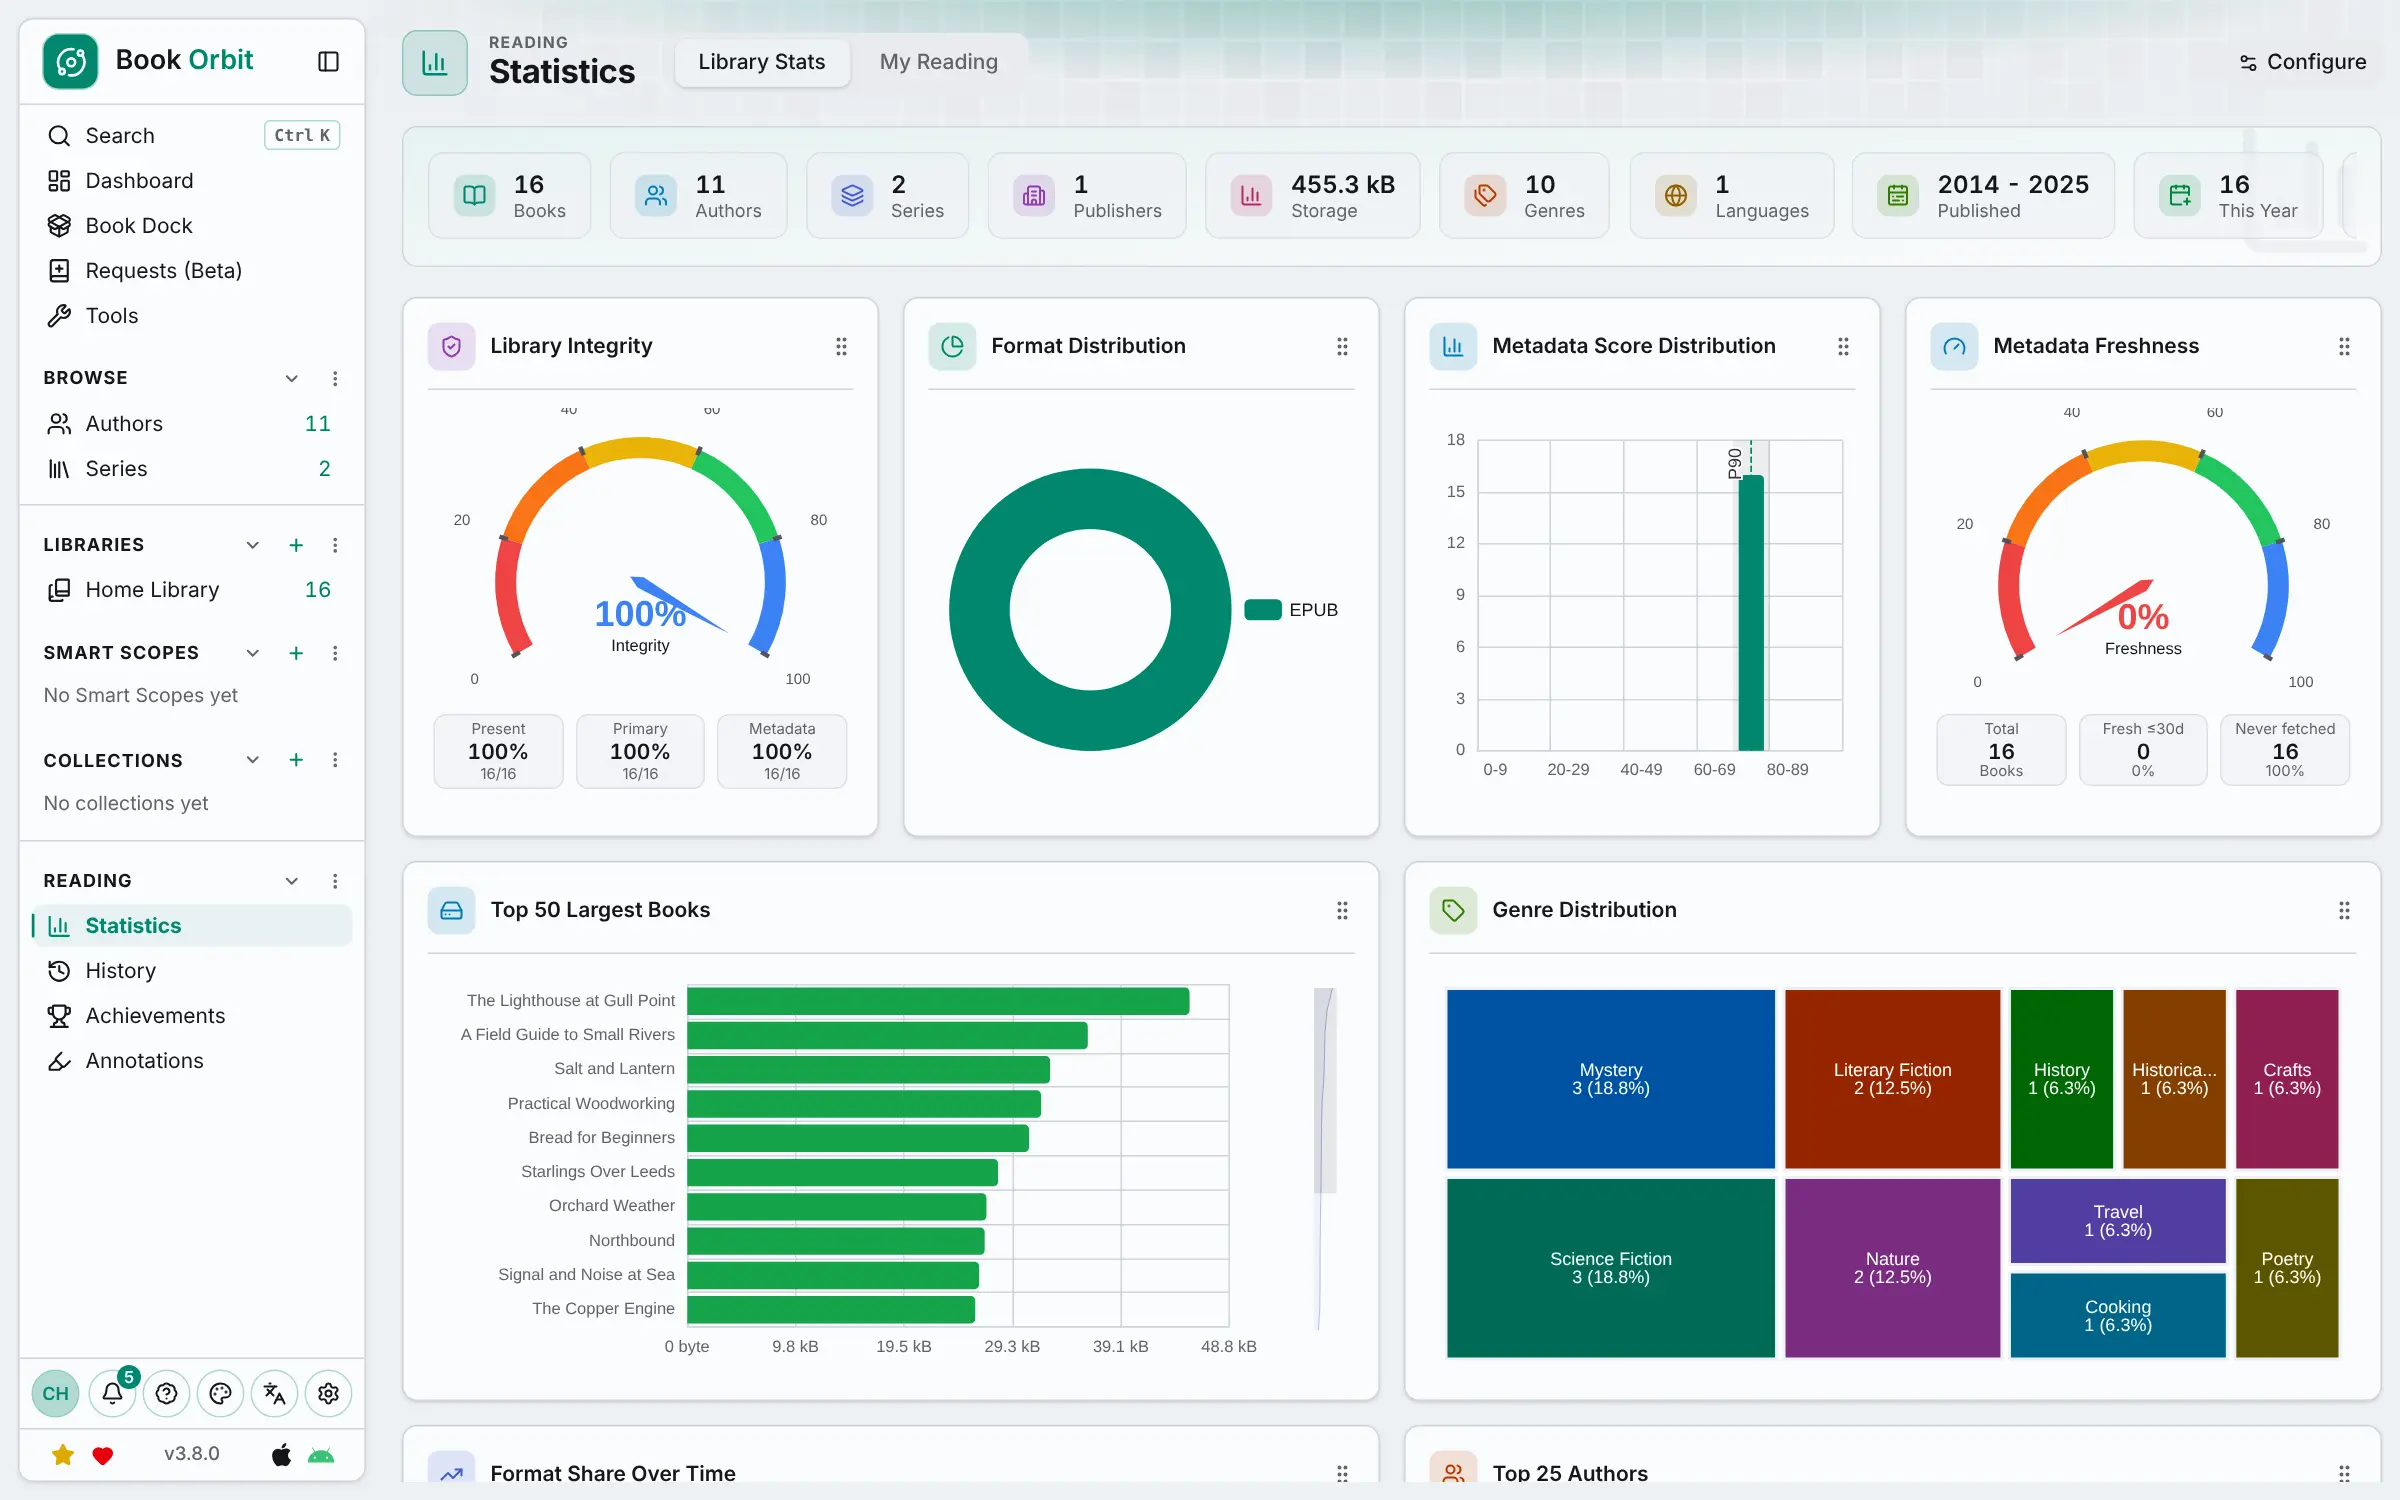 Book Orbit
Search
Ctrl K
Dashboard
Book Dock
Requests (Beta)
Tools
BROWSE
Authors 11
Series 2
LIBRARIES
Home Library 16
SMART SCOPES
No Smart Scopes yet
COLLECTIONS
No collections yet
READING
Statistics
History
Achievements
Annotations
CH
5
v3.8.0
READING
Statistics
Library Stats
My Reading
Configure
16
Books
11
Authors
2
Series
1
Publishers
455.3 kB
Storage
10
Genres
1
Languages
2014 - 2025
Published
16
This Year
Library Integrity
0
20
40
60
80
100
100%
Integrity
Present
100%
16/16
Primary
100%
16/16
Metadata
100%
16/16
Format Distribution
EPUB
Metadata Score Distribution
18
15
12
9
6
3
0
P90
0-9
20-29
40-49
60-69
80-89
Metadata Freshness
0
20
40
60
80
100
0%
Freshness
Total
16
Books
Fresh ≤30d
0
0%
Never fetched
16
100%
Top 50 Largest Books
The Lighthouse at Gull Point
A Field Guide to Small Rivers
Salt and Lantern
Practical Woodworking
Bread for Beginners
Starlings Over Leeds
Orchard Weather
Northbound
Signal and Noise at Sea
The Copper Engine
0 byte
9.8 kB
19.5 kB
29.3 kB
39.1 kB
48.8 kB
Genre Distribution
Mystery
3 (18.8%)
Literary Fiction
2 (12.5%)
History
1 (6.3%)
Historica...
1 (6.3%)
Crafts
1 (6.3%)
Science Fiction
3 (18.8%)
Nature
2 (12.5%)
Travel
1 (6.3%)
Cooking
1 (6.3%)
Poetry
1 (6.3%)
Format Share Over Time
Top 25 Authors